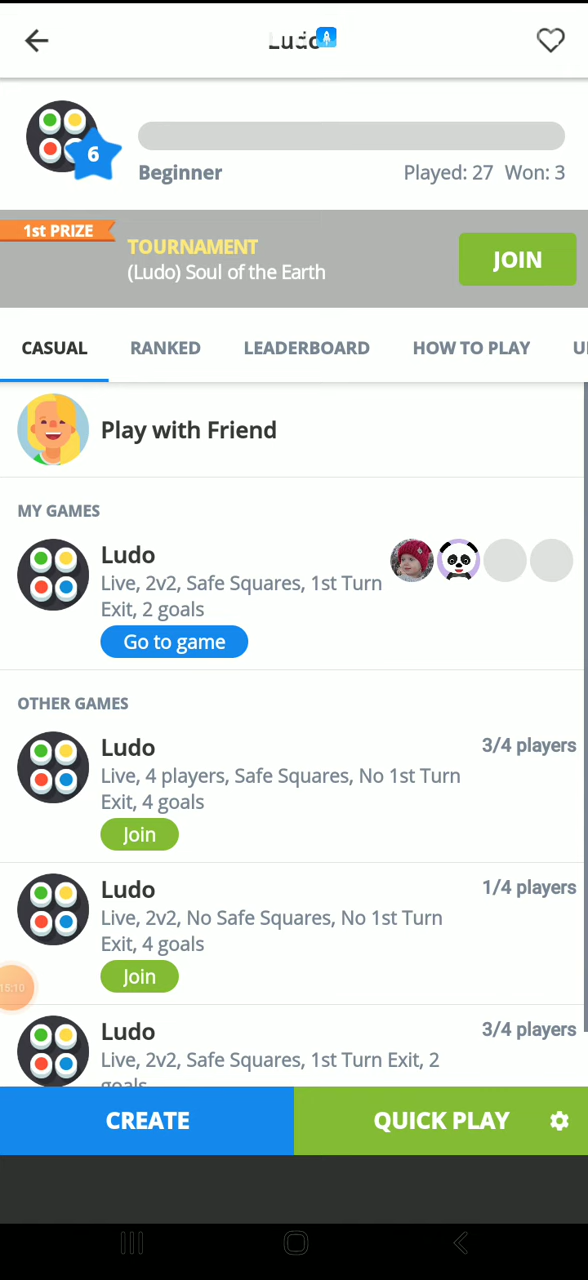 Ludo
6
Beginner
Played: 27 Won: 3
1st PRIZE
TOURNAMENT
(Ludo) Soul of the Earth
JOIN
CASUAL RANKED LEADERBOARD HOW TO PLAY
Play with Friend
MY GAMES
Ludo
Live, 2v2, Safe Squares, 1st Turn
Exit, 2 goals
Go to game
OTHER GAMES
Ludo
3/4 players
Live, 4 players, Safe Squares, No 1st Turn
Exit, 4 goals
Join
Ludo
1/4 players
Live, 2v2, No Safe Squares, No 1st Turn
Exit, 4 goals
Join
15:10
Ludo
3/4 players
Live, 2v2, Safe Squares, 1st Turn Exit, 2
goals
CREATE
QUICK PLAY